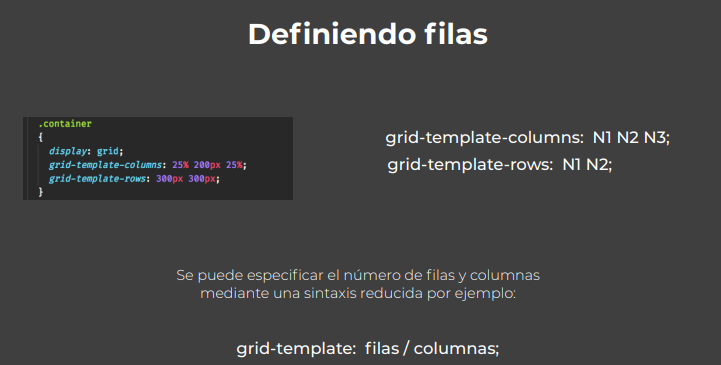 Definiendo filas
.container
{
display: grid;
grid-template-columns: 25% 200px 25%;
grid-template-rows: 300px 300px;
}
grid-template-columns: N1 N2 N3;
grid-template-rows: N1 N2;
Se puede especificar el número de filas y columnas
mediante una sintaxis reducida por ejemplo:
grid-template: filas / columnas;